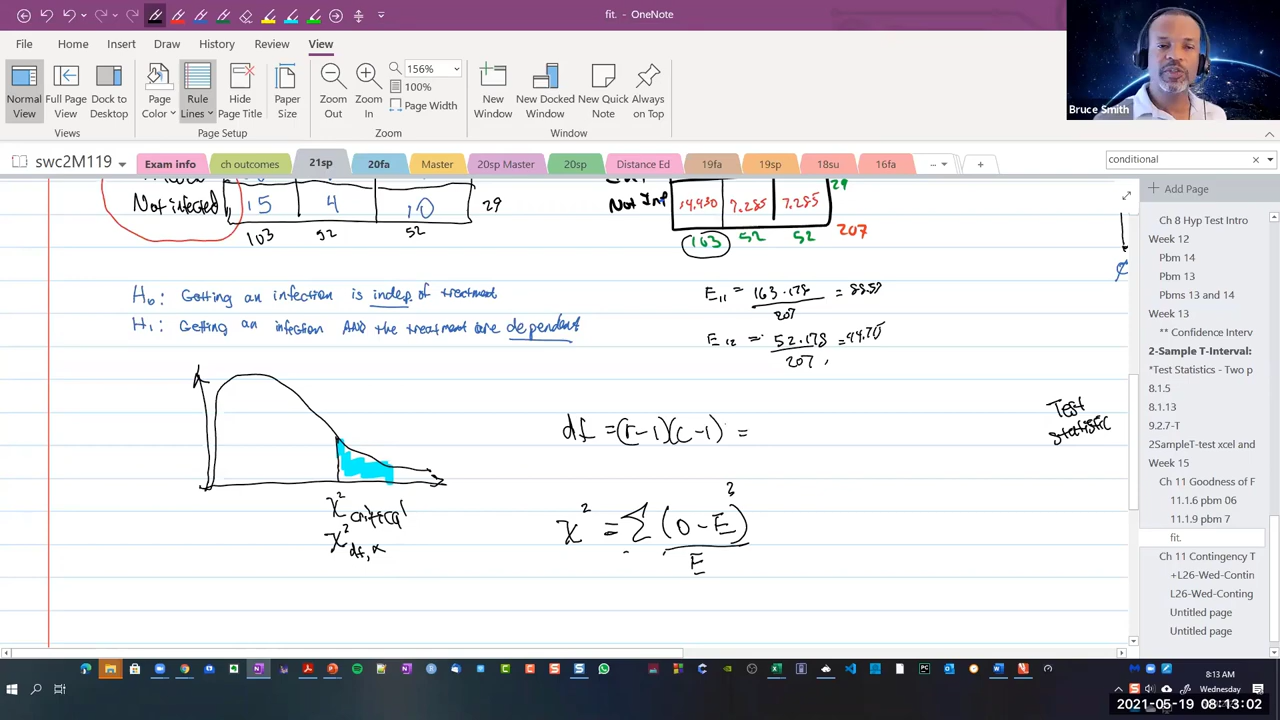 fit. - OneNote
File Home Insert Draw History Review View
Normal View
Full Page View
Dock to Desktop
Page Color
Rule Lines
Hide Page Title
Paper Size
Zoom Out
Zoom In
156%
100%
Page Width
New Window
New Docked Window
New Quick Note
Always on Top
Views Page Setup Zoom Window
Bruce Smith
swc2M119
Exam info ch outcomes 21sp 20fa Master 20sp Master 20sp Distance Ed 19fa 19sp 18su 16fa ... +
conditional
Add Page
Ch 8 Hyp Test Intro
Week 12
Pbm 14
Pbm 13
Pbms 13 and 14
Week 13
** Confidence Interv
2-Sample T-Interval:
*Test Statistics - Two p
8.1.5
8.1.13
9.2.7-T
2SampleT-test xcel and
Week 15
Ch 11 Goodness of F
11.1.6 pbm 06
11.1.9 pbm 7
fit.
Ch 11 Contingency T
+L26-Wed-Contin
L26-Wed-Conting
Untitled page
Untitled page
Not infected 15 4 10 29
103 52 52
29
Not Inf 14.430 7.285 7.285
103 52 52 207
H0: Getting an infection is indep. of treatment
H1: Getting an infection AND the treatment are dependent
E11 = 103.178 / 207 = 88.57
E12 = 52.178 / 207 = 44.70
χ² critical
χ² df, α
df = (r-1)(c-1) =
χ² = Σ (O - E)³ / E
Test statistic
8:13 AM
Wednesday
2021-05-19 08:13:02